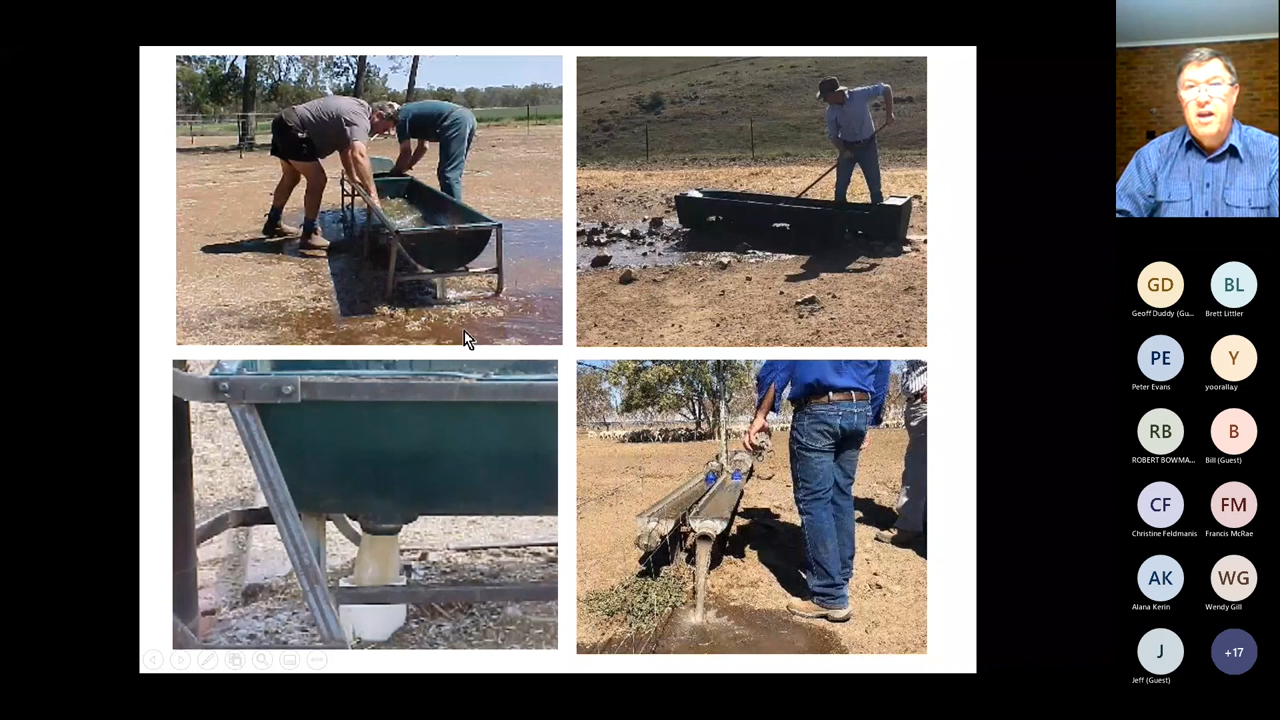 GD
BL
Geoff Duddy (Gu...
Brett Littler
PE
Y
Peter Evans
yoorallay
RB
B
ROBERT BOWMA...
Bill (Guest)
CF
FM
Christine Feldmanis
Francis McRae
AK
WG
Alana Kerin
Wendy Gill
J
+17
Jeff (Guest)